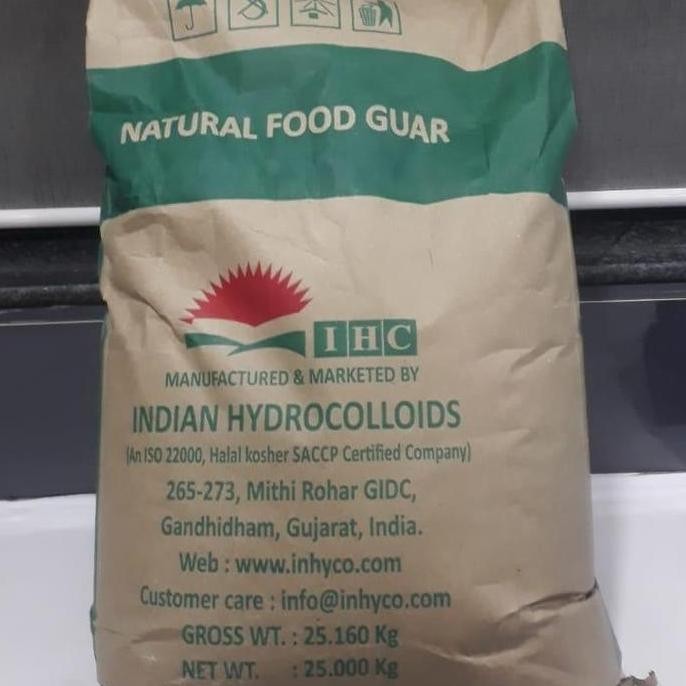 NATURAL FOOD GUAR
IHC
MANUFACTURED & MARKETED BY
INDIAN HYDROCOLLOIDS
(An ISO 22000, Halal kosher SACCP Certified Company)
265-273, Mithi Rohar GIDC,
Gandhidham, Gujarat, India.
Web : www.inhyco.com
Customer care : info@inhyco.com
GROSS WT. : 25.160 Kg
NET WT. : 25.000 Kg